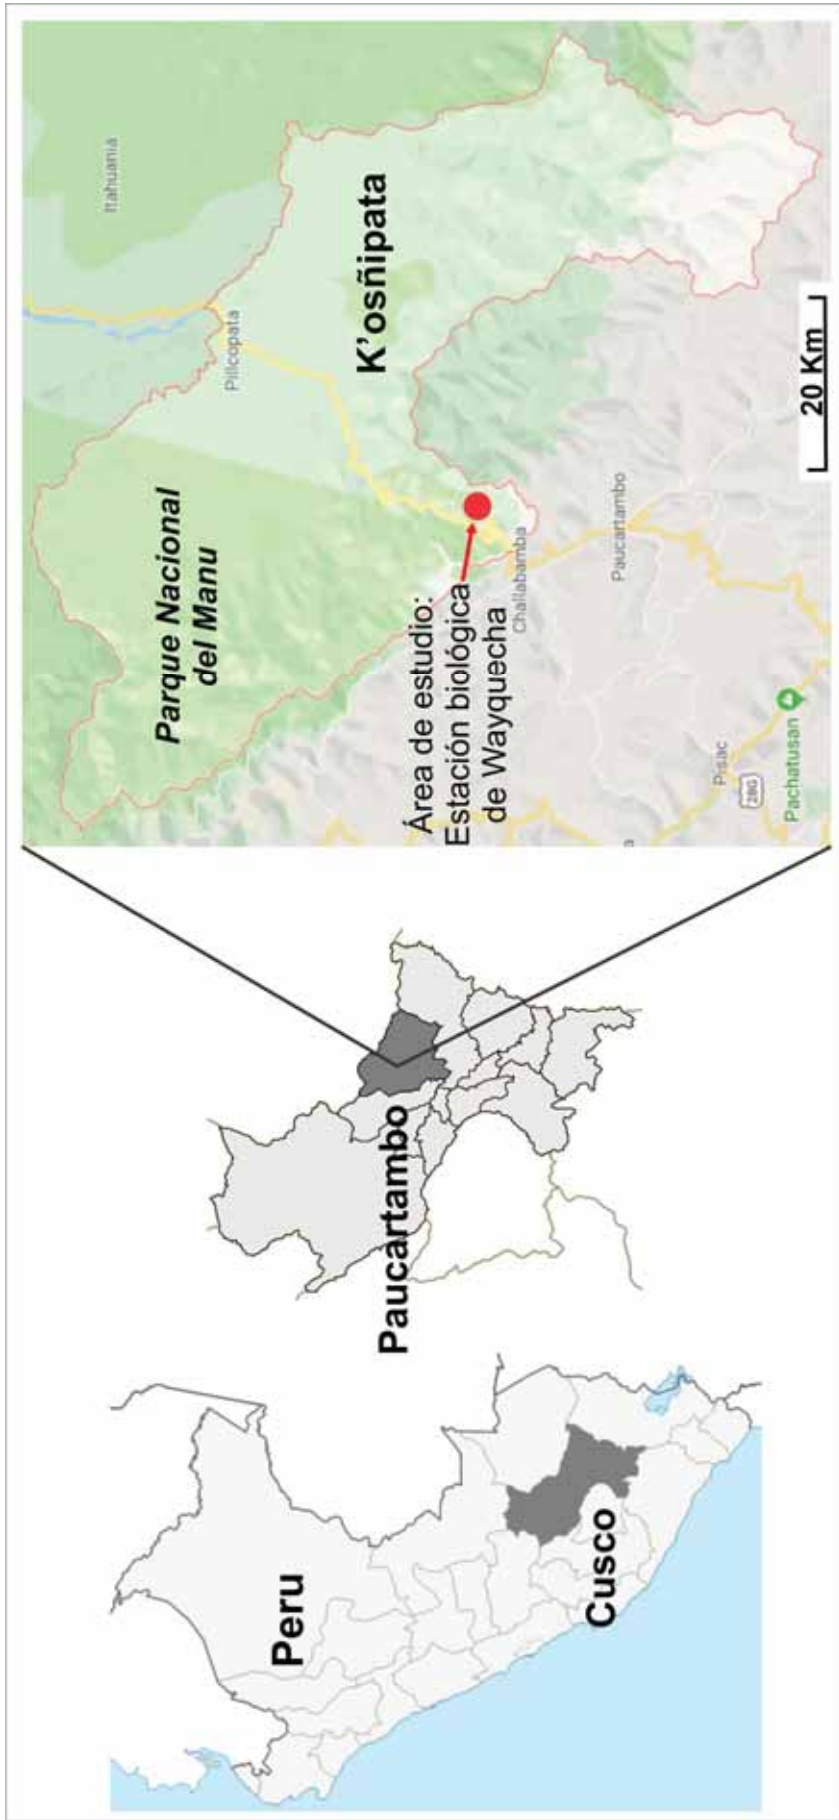 Peru
Cusco
Paucartambo
Parque Nacional
del Manu
Itahuania
Pillcopata
K'osñipata
Área de estudio:
Estación biológica
de Wayquecha
Challabamba
Paucartambo
Pisac
28G
Pachatusan
20 Km